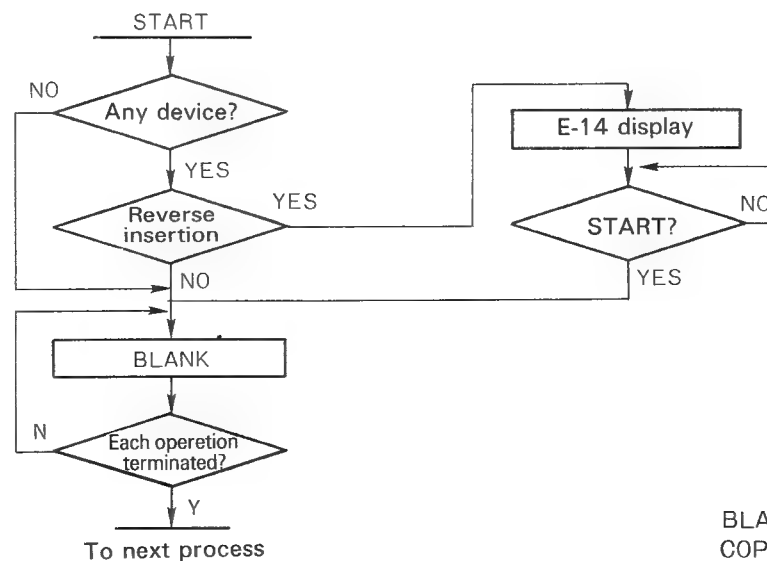 START
NO
Any device?
YES
Reverse
insertion
YES
NO
E-14 display
START?
NO
YES
BLANK
N
Each operetion
terminated?
Y
To next process
BLA
COP